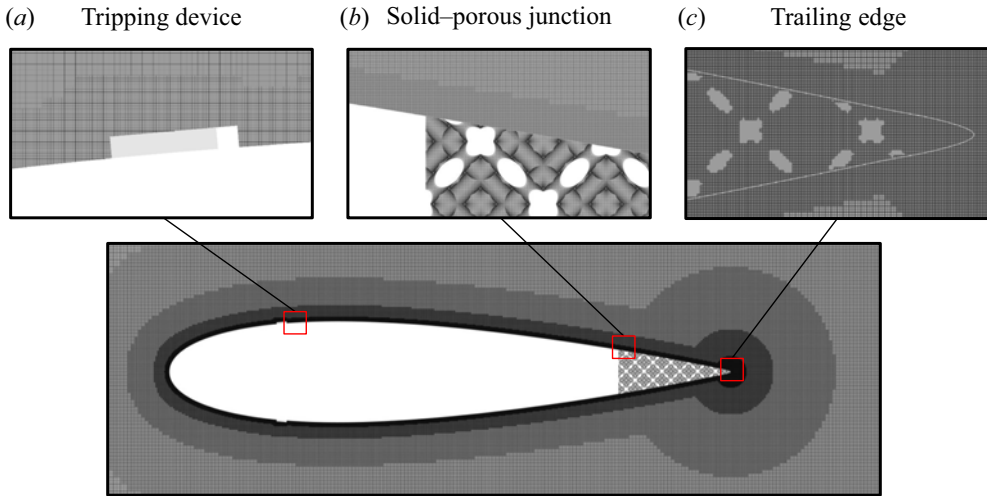 (a) Tripping device
(b) Solid–porous junction
(c) Trailing edge